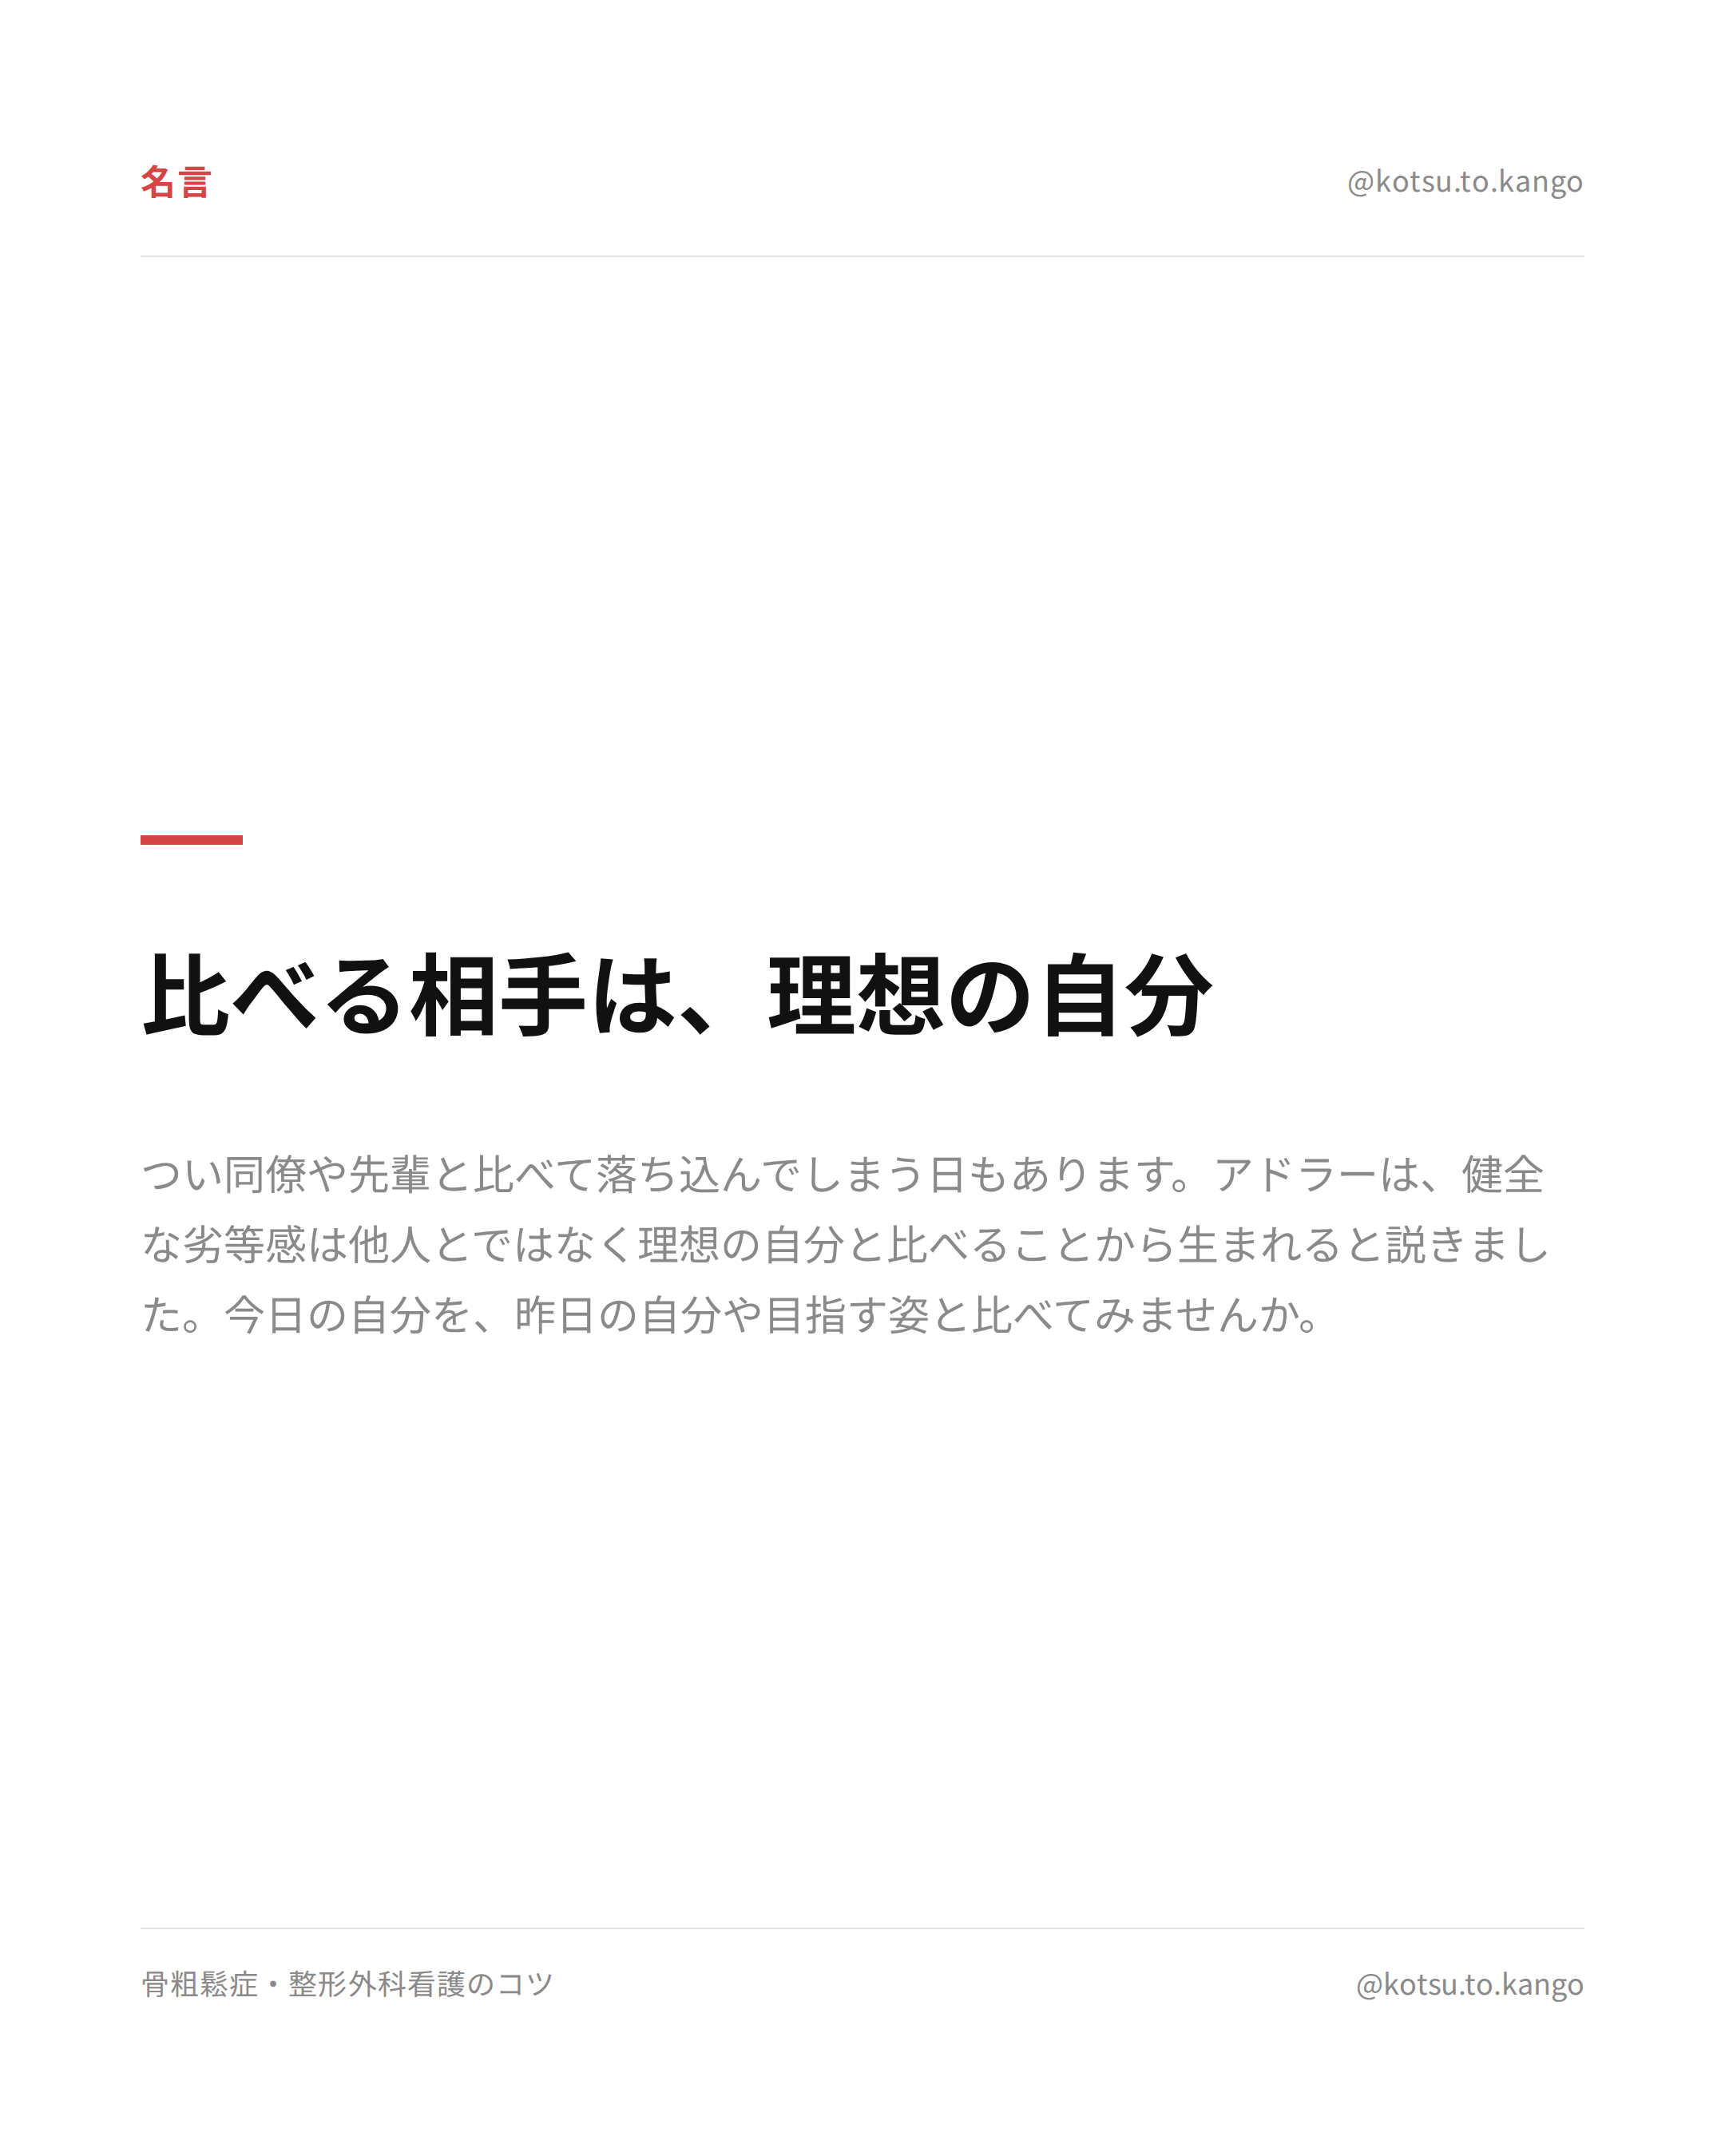 名言
@kotsu.to.kango
比べる相手は、理想の自分
つい同僚や先輩と比べて落ち込んでしまう日もあります。アドラーは、健全
な劣等感は他人とではなく理想の自分と比べることから生まれると説きまし
た。今日の自分を、昨日の自分や目指す姿と比べてみませんか。
骨粗鬆症・整形外科看護のコツ
@kotsu.to.kango